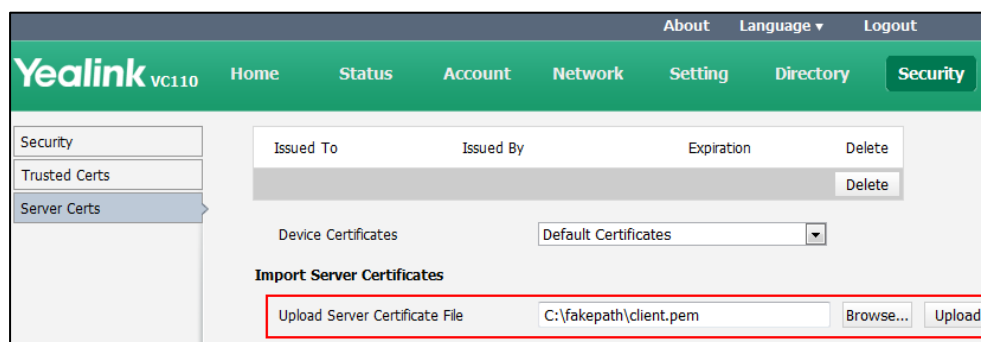 About Language Logout
Yealink VC110 Home Status Account Network Setting Directory Security
Security
Trusted Certs
Server Certs
Issued To Issued By Expiration Delete
Delete
Device Certificates Default Certificates
Import Server Certificates
Upload Server Certificate File C:\fakepath\client.pem Browse... Upload